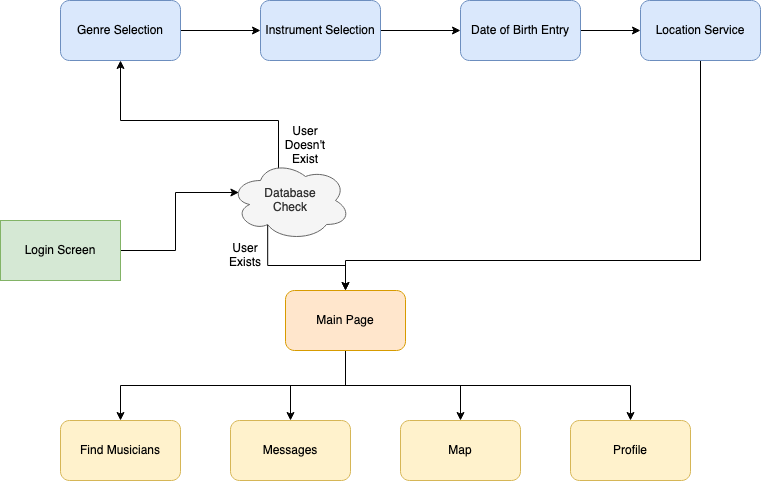 Genre Selection
Instrument Selection
Date of Birth Entry
Location Service
User
Doesn't
Exist
Database
Check
Login Screen
User
Exists
Main Page
Find Musicians
Messages
Map
Profile